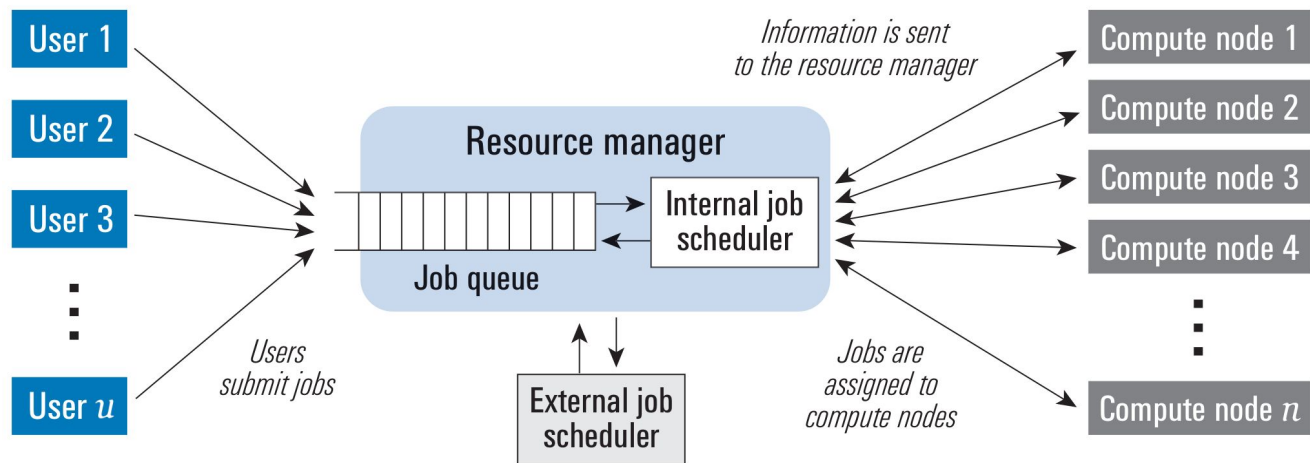 User 1
User 2
User 3
User u
Users
submit jobs
Resource manager
Job queue
Internal job
scheduler
External job
scheduler
Information is sent
to the resource manager
Jobs are
assigned to
compute nodes
Compute node 1
Compute node 2
Compute node 3
Compute node 4
Compute node n